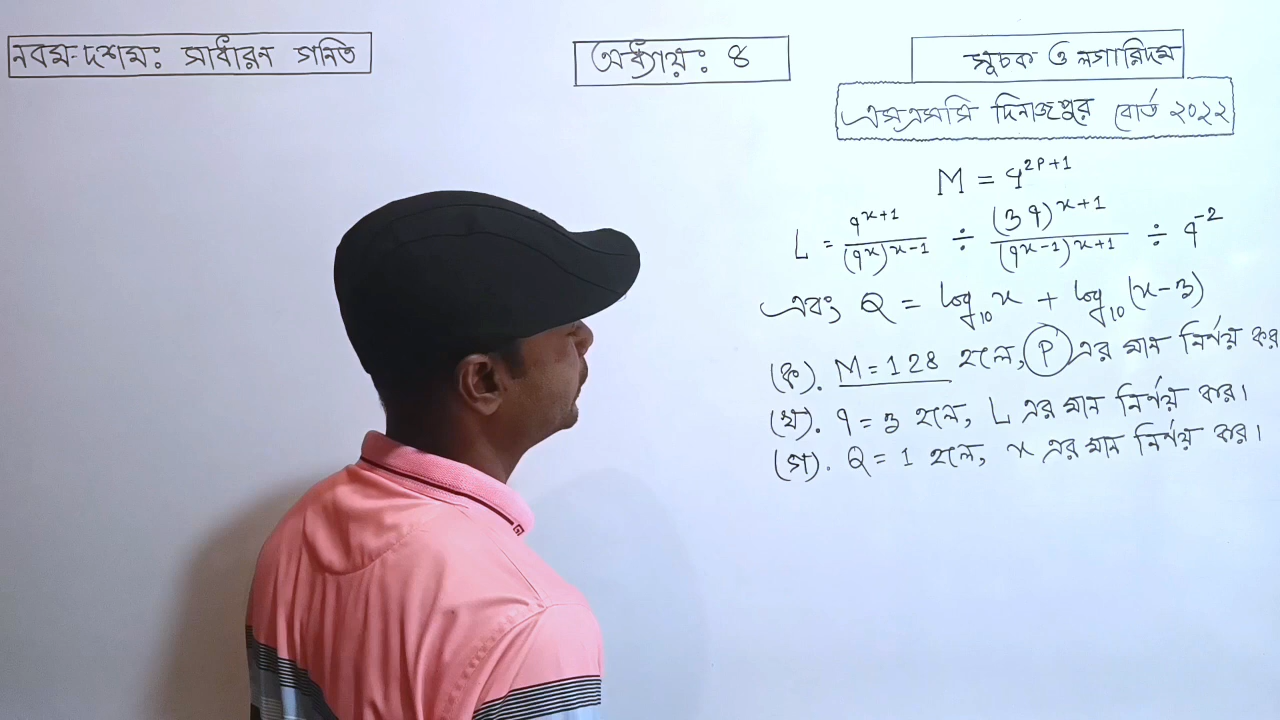 নবম-দশমঃ সাধারন গনিত
অধ্যায়ঃ ৪
সূচক ও লগারিদম
এসএসসি দিনাজপুর বোর্ড ২০২২
M = q^{2P+1}
L = \frac{q^{x+1}}{(q^x)^{x-1}} ÷ \frac{(3q)^{x+1}}{(q^{x-1})^{x+1}} ÷ q^{-2}
এবং Q = log_{10} x + log_{10} (x-3)
(ক). M = 128 হলে, P এর মান নির্ণয় কর
(খ). q = 3 হলে, L এর মান নির্ণয় কর।
(গ). Q = 1 হলে, x এর মান নির্ণয় কর।